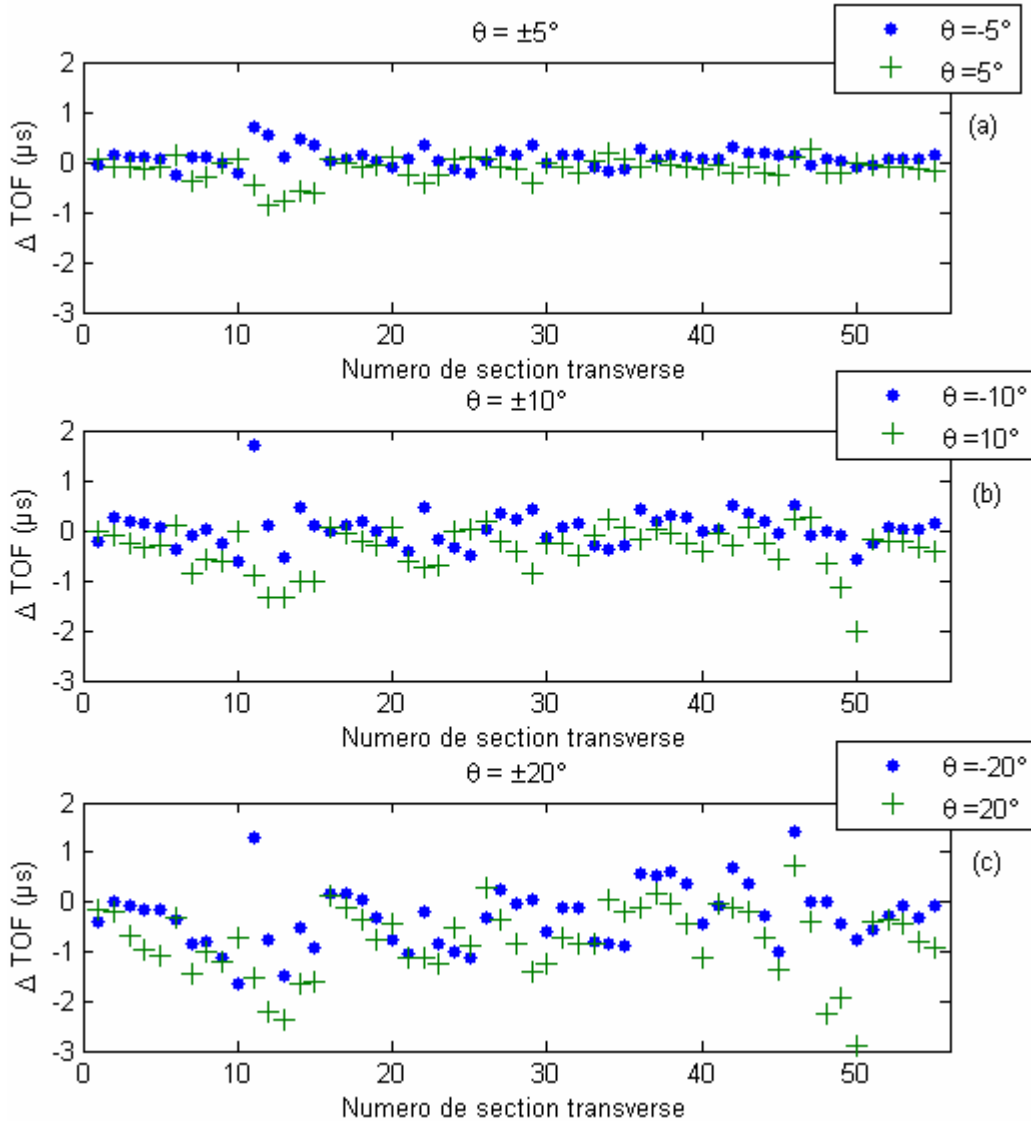 θ = ±5°
θ =-5°
θ =5°
(a)
2
1
0
-1
-2
-3
Δ TOF (μs)
0 10 20 30 40 50
Numero de section transverse
θ = ±10°
θ =-10°
θ =10°
(b)
2
1
0
-1
-2
-3
Δ TOF (μs)
0 10 20 30 40 50
Numero de section transverse
θ = ±20°
θ =-20°
θ =20°
(c)
2
1
0
-1
-2
-3
Δ TOF (μs)
0 10 20 30 40 50
Numero de section transverse